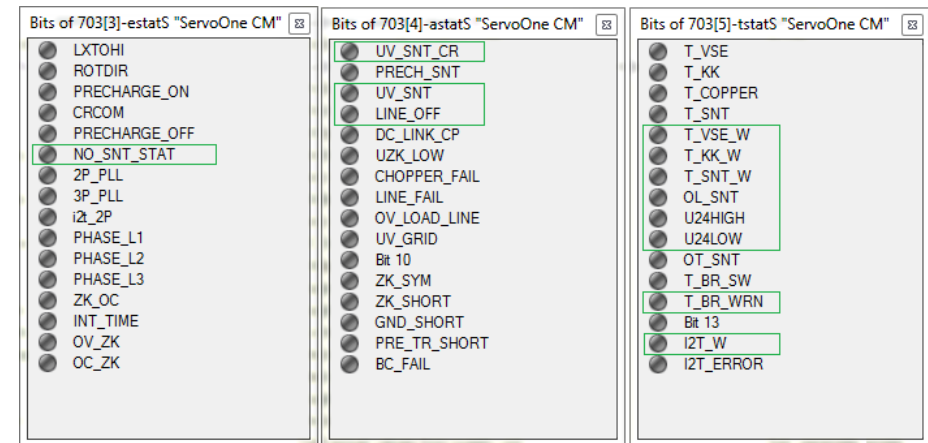 Bits of 703[3]-estatS "ServoOne CM"
LXTOHI
ROTDIR
PRECHARGE_ON
CRCOM
PRECHARGE_OFF
NO_SNT_STAT
2P_PLL
3P_PLL
i2t_2P
PHASE_L1
PHASE_L2
PHASE_L3
ZK_OC
INT_TIME
OV_ZK
OC_ZK
Bits of 703[4]-astatS "ServoOne CM"
UV_SNT_CR
PRECH_SNT
UV_SNT
LINE_OFF
DC_LINK_CP
UZK_LOW
CHOPPER_FAIL
LINE_FAIL
OV_LOAD_LINE
UV_GRID
Bit 10
ZK_SYM
ZK_SHORT
GND_SHORT
PRE_TR_SHORT
BC_FAIL
Bits of 703[5]-tstatS "ServoOne CM"
T_VSE
T_KK
T_COPPER
T_SNT
T_VSE_W
T_KK_W
T_SNT_W
OL_SNT
U24HIGH
U24LOW
OT_SNT
T_BR_SW
T_BR_WRN
Bit 13
I2T_W
I2T_ERROR